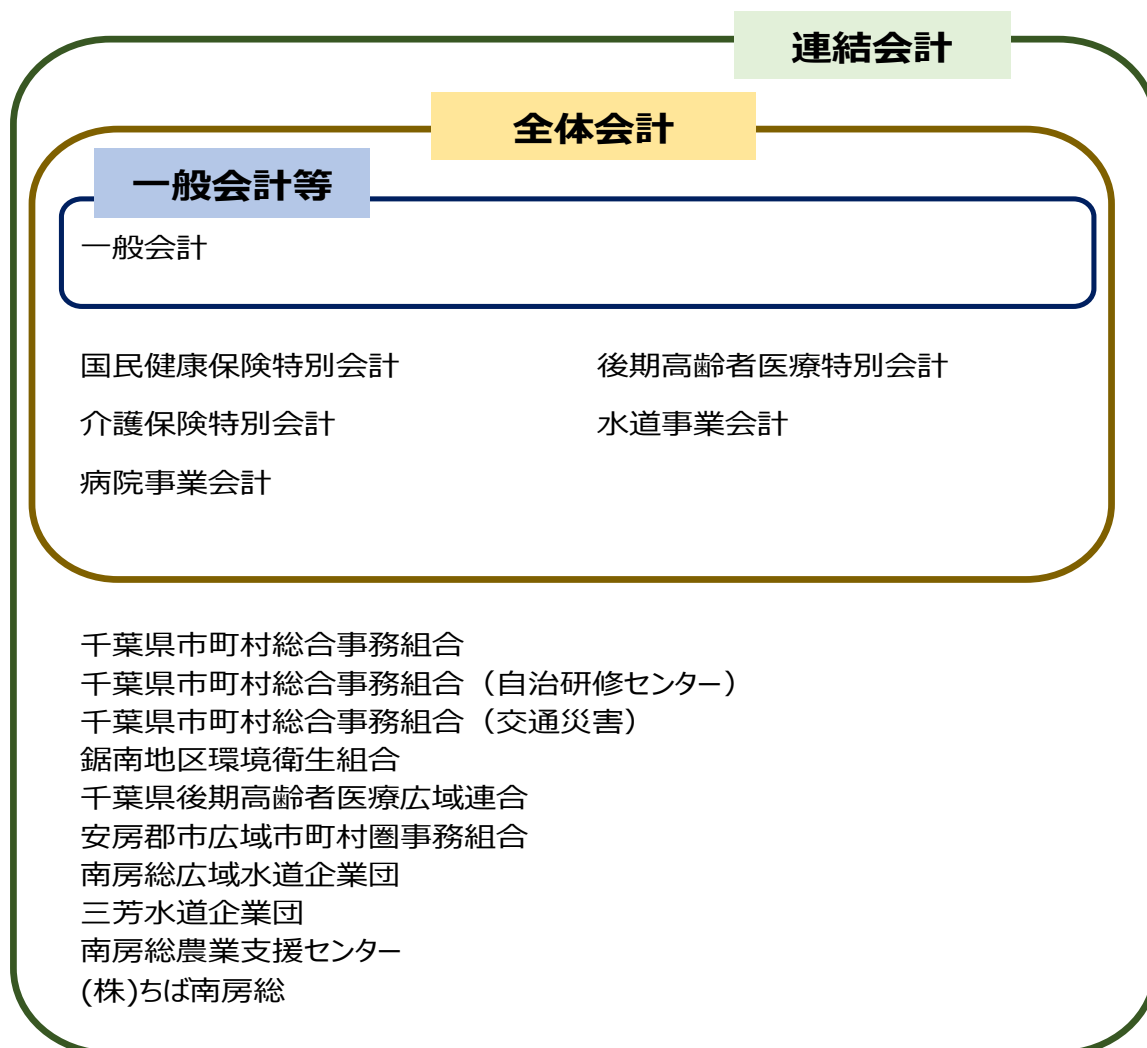 連結会計
全体会計
一般会計等
一般会計
国民健康保険特別会計
後期高齢者医療特別会計
介護保険特別会計
水道事業会計
病院事業会計
千葉県市町村総合事務組合
千葉県市町村総合事務組合（自治研修センター）
千葉県市町村総合事務組合（交通災害）
鋸南地区環境衛生組合
千葉県後期高齢者医療広域連合
安房郡市広域市町村圏事務組合
南房総広域水道企業団
三芳水道企業団
南房総農業支援センター
(株)ちば南房総